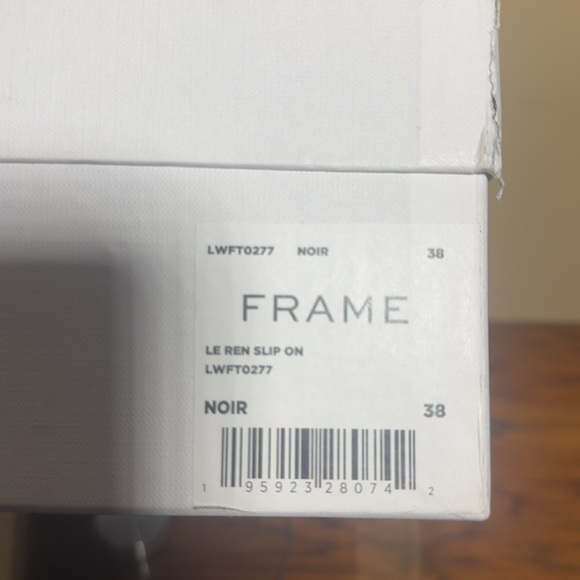 LWFT0277 NOIR 38
FRAME
LE REN SLIP ON
LWFT0277
NOIR 38
1 95923 28074 2